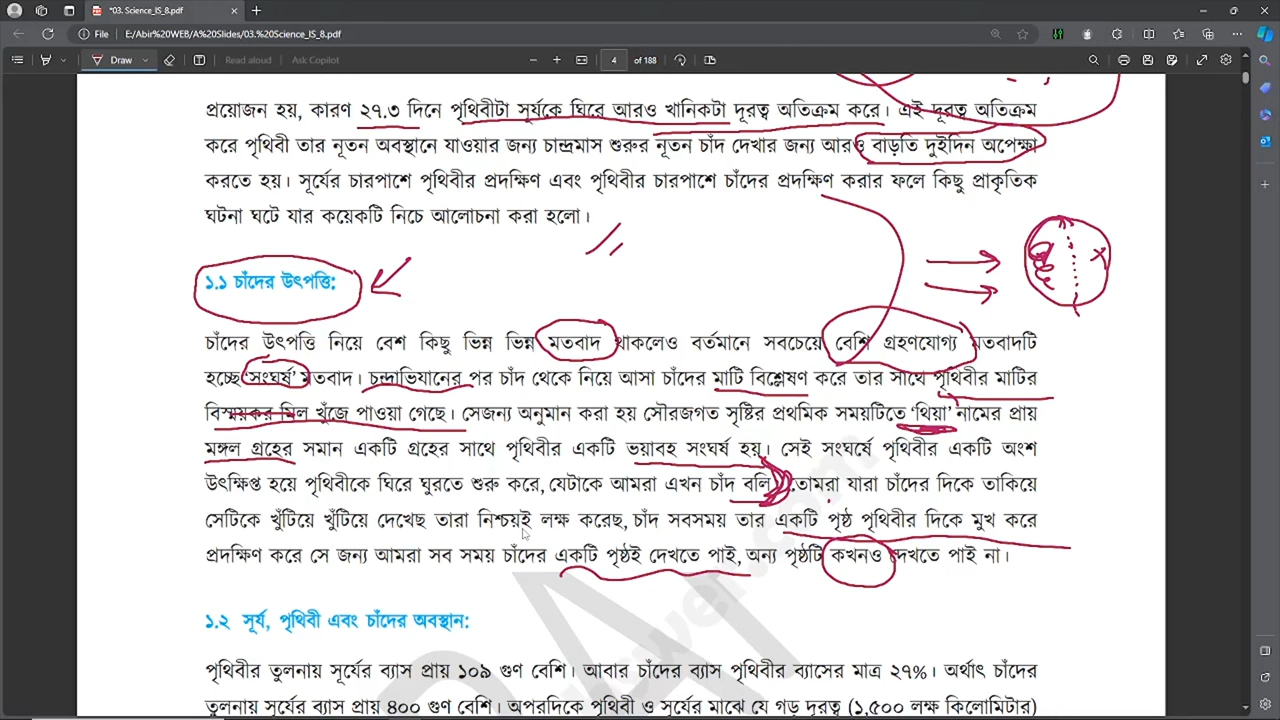 *03. Science_IS_8.pdf
File E:/Abir%20WEB/A%20Slides/03.%20Science_IS_8.pdf
Draw Read aloud Ask Copilot 4 of 188
প্রয়োজন হয়, কারণ ২৭.৩ দিনে পৃথিবীটা সূর্যকে ঘিরে আরও খানিকটা দূরত্ব অতিক্রম করে। এই দূরত্ব অতিক্রম
করে পৃথিবী তার নূতন অবস্থানে যাওয়ার জন্য চান্দ্রমাস শুরুর নূতন চাঁদ দেখার জন্য আরও বাড়তি দুইদিন অপেক্ষা
করতে হয়। সূর্যের চারপাশে পৃথিবীর প্রদক্ষিণ এবং পৃথিবীর চারপাশে চাঁদের প্রদক্ষিণ করার ফলে কিছু প্রাকৃতিক
ঘটনা ঘটে যার কয়েকটি নিচে আলোচনা করা হলো।
১.১ চাঁদের উৎপত্তি:
চাঁদের উৎপত্তি নিয়ে বেশ কিছু ভিন্ন ভিন্ন মতবাদ থাকলেও বর্তমানে সবচেয়ে বেশি গ্রহণযোগ্য মতবাদটি
হচ্ছে 'সংঘর্ষ' মতবাদ। চন্দ্রাভিযানের পর চাঁদ থেকে নিয়ে আসা চাঁদের মাটি বিশ্লেষণ করে তার সাথে পৃথিবীর মাটির
বিস্ময়কর মিল খুঁজে পাওয়া গেছে। সেজন্য অনুমান করা হয় সৌরজগত সৃষ্টির প্রথমিক সময়টিতে 'থিয়া' নামের প্রায়
মঙ্গল গ্রহের সমান একটি গ্রহের সাথে পৃথিবীর একটি ভয়াবহ সংঘর্ষ হয়। সেই সংঘর্ষে পৃথিবীর একটি অংশ
উৎক্ষিপ্ত হয়ে পৃথিবীকে ঘিরে ঘুরতে শুরু করে, যেটাকে আমরা এখন চাঁদ বলি। তোমরা যারা চাঁদের দিকে তাকিয়ে
সেটিকে খুঁটিয়ে খুঁটিয়ে দেখেছ তারা নিশ্চয়ই লক্ষ করেছ, চাঁদ সবসময় তার একটি পৃষ্ঠ পৃথিবীর দিকে মুখ করে
প্রদক্ষিণ করে সে জন্য আমরা সব সময় চাঁদের একটি পৃষ্ঠই দেখতে পাই, অন্য পৃষ্ঠটি কখনও দেখতে পাই না।
১.২ সূর্য, পৃথিবী এবং চাঁদের অবস্থান:
পৃথিবীর তুলনায় সূর্যের ব্যাস প্রায় ১০৯ গুণ বেশি। আবার চাঁদের ব্যাস পৃথিবীর ব্যাসের মাত্র ২৭%। অর্থাৎ চাঁদের
তুলনায় সূর্যের ব্যাস প্রায় ৪০০ গুণ বেশি। অপরদিকে পৃথিবী ও সূর্যের মাঝে যে গড় দূরত্ব (১,৫০০ লক্ষ কিলোমিটার)